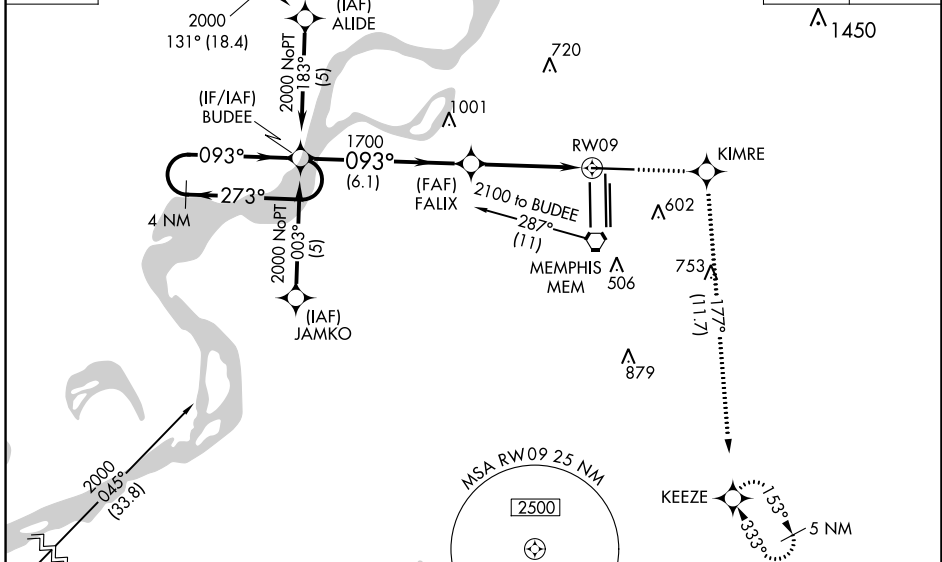 (IAF)
ALIDE
2000
131° (18.4)
1450
2000 NoPT
183°
(5)
720
(IF/IAF)
BUDEE
1001
093°
1700
093°
(6.1)
RW09
KIMRE
(FAF)
FALIX
273°
4 NM
2100 to BUDEE
287°
(11)
602
2000 NoPT
003°
(5)
MEMPHIS
MEM
506
753
177°
(11.7)
(IAF)
JAMKO
879
2000
045°
(33.8)
MSA RW09 25 NM
2500
KEEZE
153°
333°
5 NM